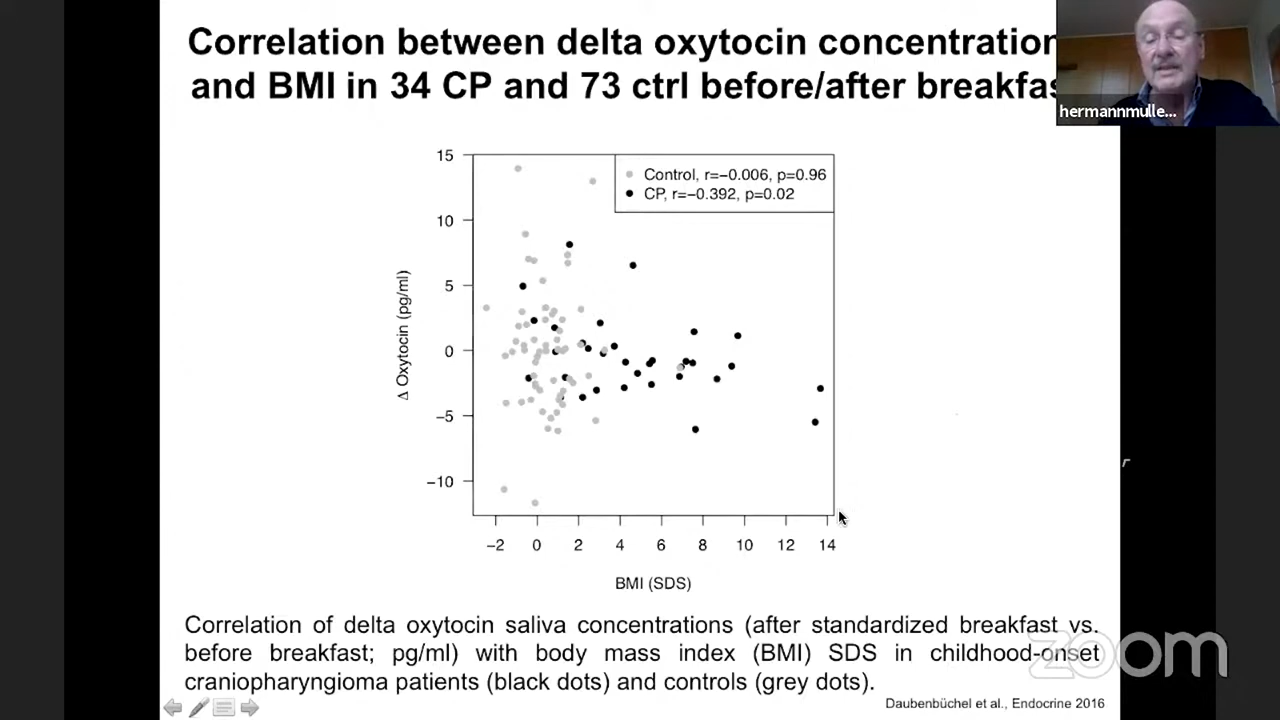 Correlation between delta oxytocin concentration
and BMI in 34 CP and 73 ctrl before/after breakfas
hermannmulle...
15
10
5
0
−5
−10
Δ Oxytocin (pg/ml)
Control, r=−0.006, p=0.96
CP, r=−0.392, p=0.02
−2 0 2 4 6 8 10 12 14
BMI (SDS)
r
Correlation of delta oxytocin saliva concentrations (after standardized breakfast vs.
before breakfast; pg/ml) with body mass index (BMI) SDS in childhood-onset
craniopharyngioma patients (black dots) and controls (grey dots).
zoom
Daubenbüchel et al., Endocrine 2016